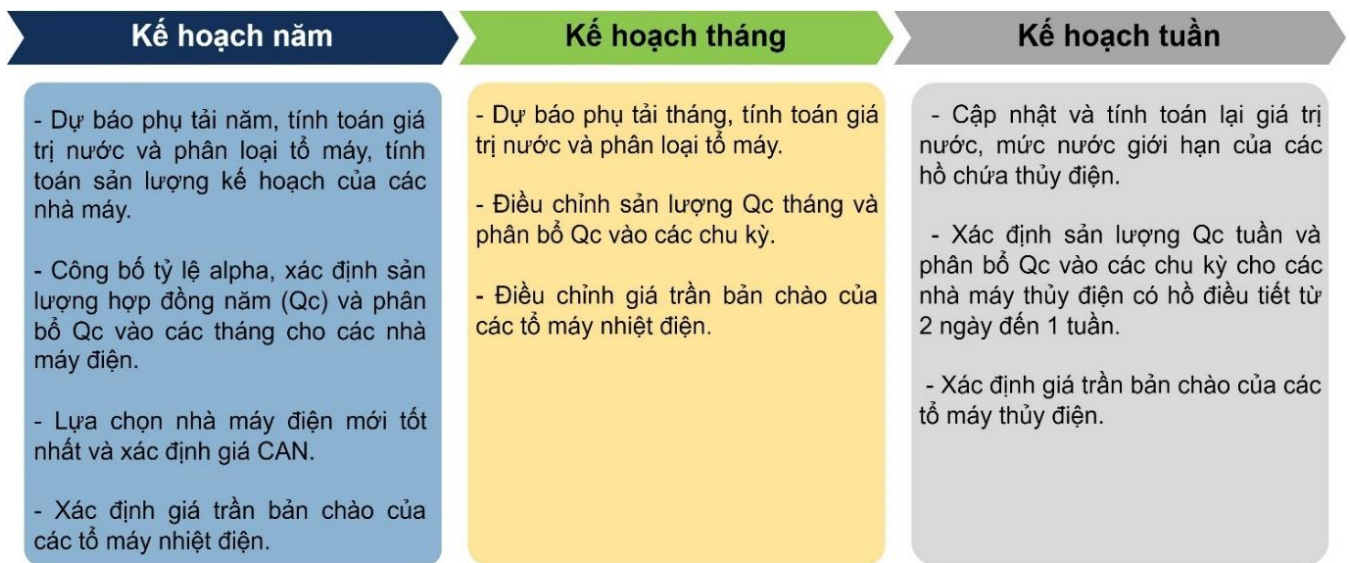 Kế hoạch năm
Kế hoạch tháng
Kế hoạch tuần
- Dự báo phụ tải năm, tính toán giá
trị nước và phân loại tổ máy, tính
toán sản lượng kế hoạch của các
nhà máy.
- Công bố tỷ lệ alpha, xác định sản
lượng hợp đồng năm (Qc) và phân
bổ Qc vào các tháng cho các nhà
máy điện.
- Lựa chọn nhà máy điện mới tốt
nhất và xác định giá CAN.
- Xác định giá trần bản chào của
các tổ máy nhiệt điện.
- Dự báo phụ tải tháng, tính toán giá
trị nước và phân loại tổ máy.
- Điều chỉnh sản lượng Qc tháng và
phân bổ Qc vào các chu kỳ.
- Điều chỉnh giá trần bản chào của
các tổ máy nhiệt điện.
- Cập nhật và tính toán lại giá trị
nước, mức nước giới hạn của các
hồ chứa thủy điện.
- Xác định sản lượng Qc tuần và
phân bổ Qc vào các chu kỳ cho các
nhà máy thủy điện có hồ điều tiết từ
2 ngày đến 1 tuần.
- Xác định giá trần bản chào của các
tổ máy thủy điện.